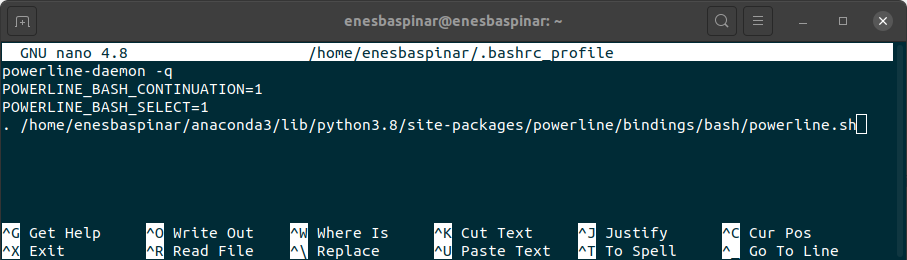 enesbaspinar@enesbaspinar: ~
GNU nano 4.8 /home/enesbaspinar/.bashrc_profile
powerline-daemon -q
POWERLINE_BASH_CONTINUATION=1
POWERLINE_BASH_SELECT=1
. /home/enesbaspinar/anaconda3/lib/python3.8/site-packages/powerline/bindings/bash/powerline.sh
^G Get Help ^O Write Out ^W Where Is ^K Cut Text ^J Justify ^C Cur Pos
^X Exit ^R Read File ^\ Replace ^U Paste Text ^T To Spell ^_ Go To Line